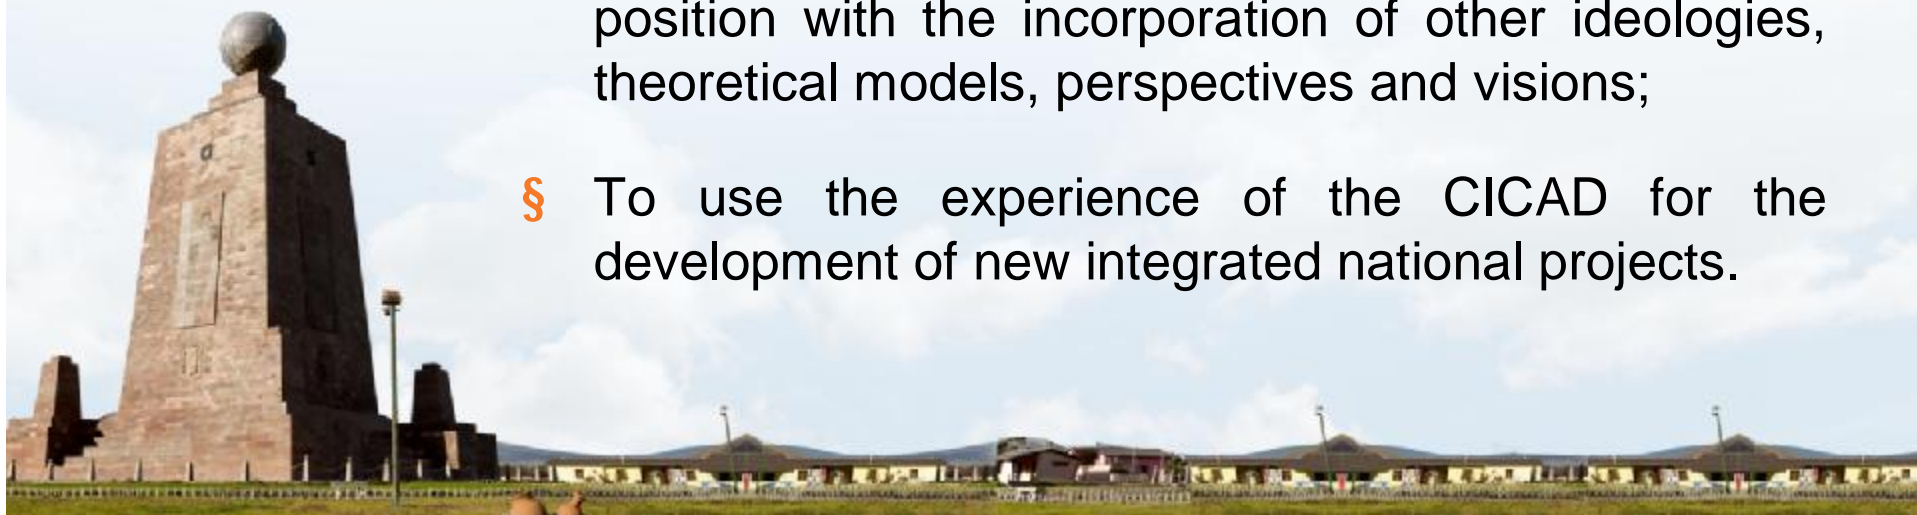 position with the incorporation of other ideologies,
theoretical models, perspectives and visions;
§ To use the experience of the CICAD for the
development of new integrated national projects.